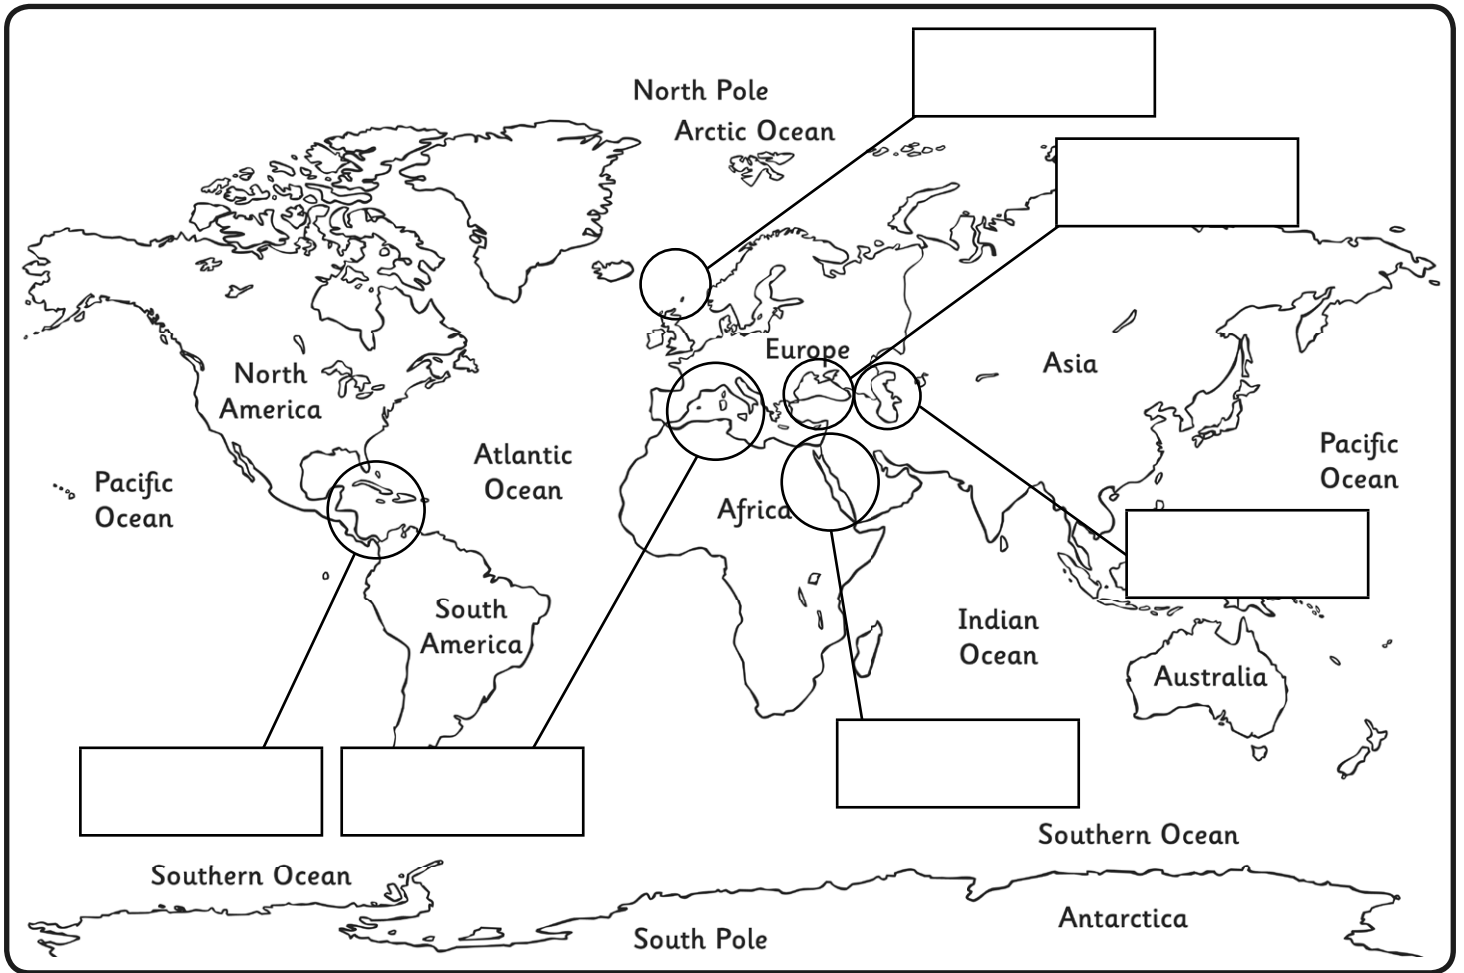 North Pole
Arctic Ocean
Europe
Asia
North
America
Atlantic
Ocean
Pacific
Ocean
Pacific
Ocean
Africa
South
America
Indian
Ocean
Australia
Southern Ocean
Southern Ocean
Antarctica
South Pole